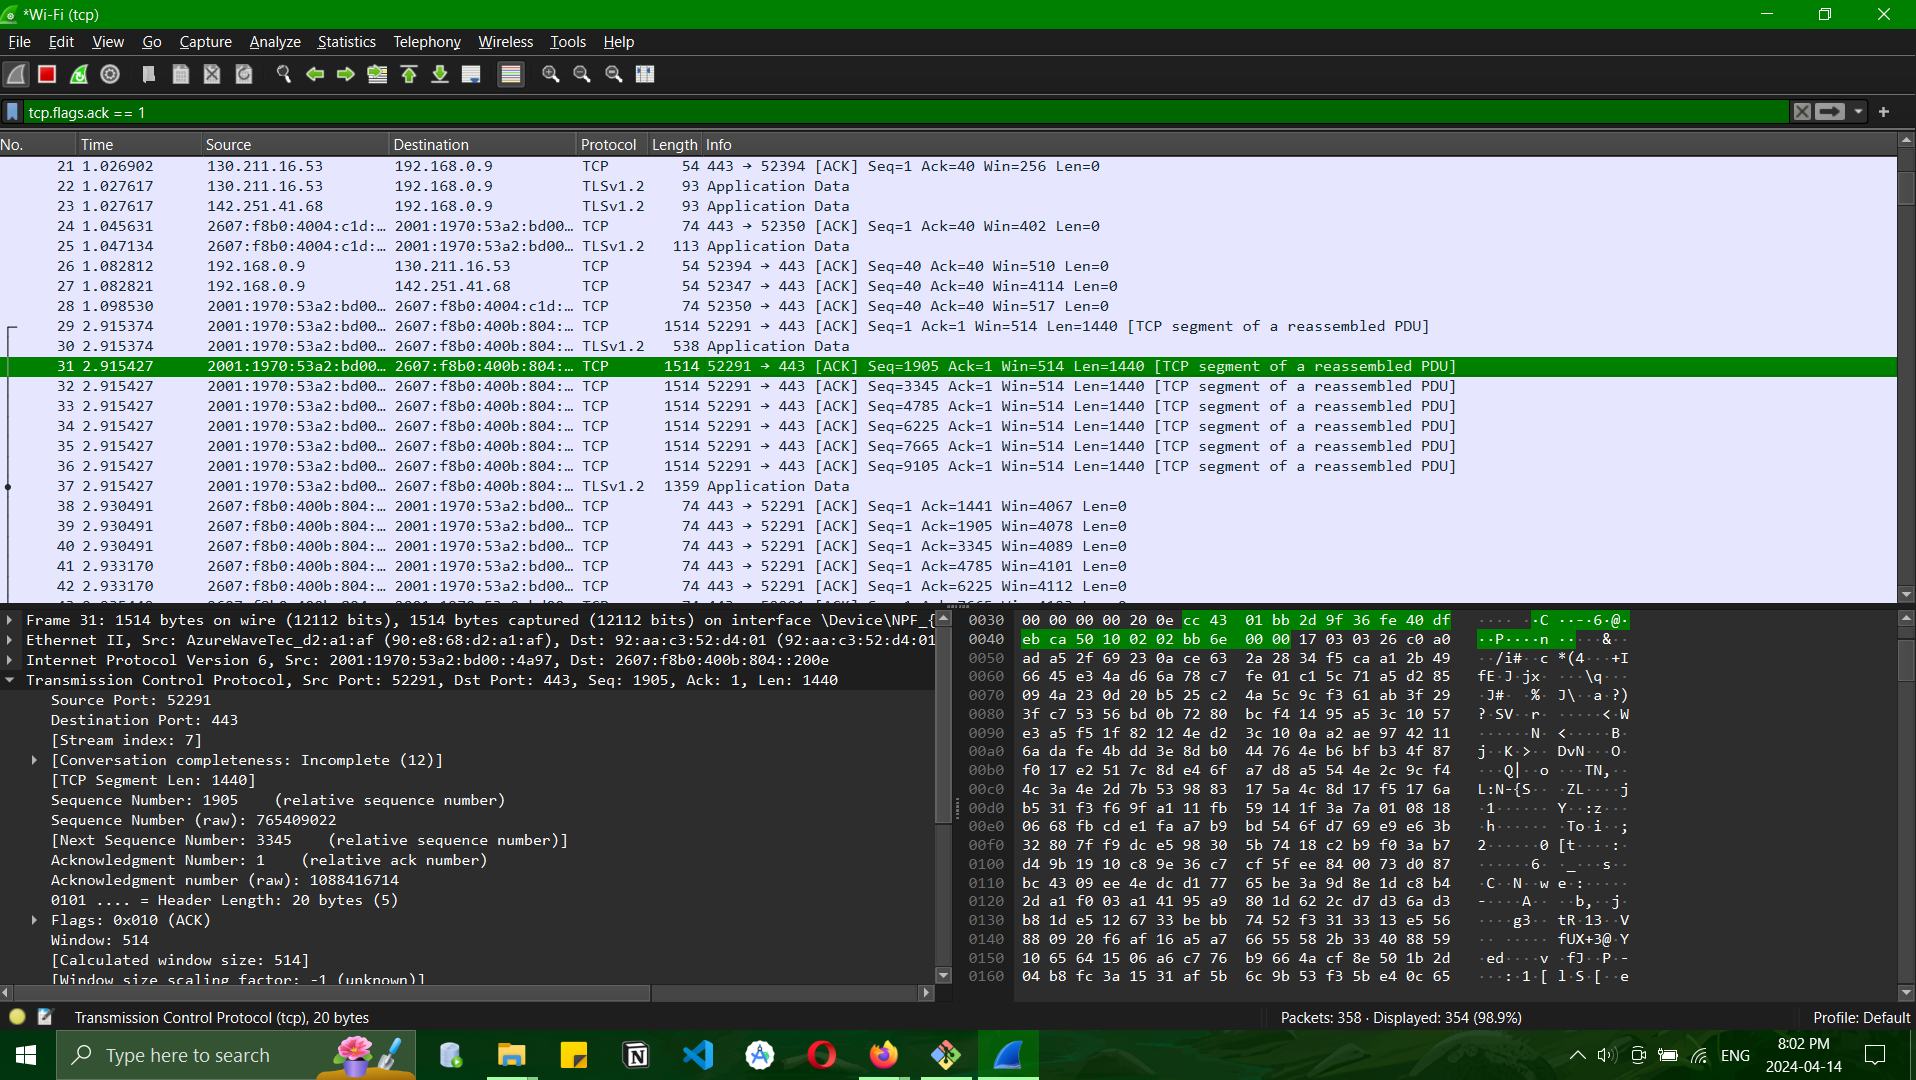 *Wi-Fi (tcp)
File Edit View Go Capture Analyze Statistics Telephony Wireless Tools Help
tcp.flags.ack == 1
No. Time Source Destination Protocol Length Info
21 1.026902 130.211.16.53 192.168.0.9 TCP 54 443 → 52394 [ACK] Seq=1 Ack=40 Win=256 Len=0
22 1.027617 130.211.16.53 192.168.0.9 TLSv1.2 93 Application Data
23 1.027617 142.251.41.68 192.168.0.9 TLSv1.2 93 Application Data
24 1.045631 2607:f8b0:4004:c1d:… 2001:1970:53a2:bd00… TCP 74 443 → 52350 [ACK] Seq=1 Ack=40 Win=402 Len=0
25 1.047134 2607:f8b0:4004:c1d:… 2001:1970:53a2:bd00… TLSv1.2 113 Application Data
26 1.082812 192.168.0.9 130.211.16.53 TCP 54 52394 → 443 [ACK] Seq=40 Ack=40 Win=510 Len=0
27 1.082821 192.168.0.9 142.251.41.68 TCP 54 52347 → 443 [ACK] Seq=40 Ack=40 Win=4114 Len=0
28 1.098530 2001:1970:53a2:bd00… 2607:f8b0:4004:c1d:… TCP 74 52350 → 443 [ACK] Seq=40 Ack=40 Win=517 Len=0
29 2.915374 2001:1970:53a2:bd00… 2607:f8b0:400b:804:… TCP 1514 52291 → 443 [ACK] Seq=1 Ack=1 Win=514 Len=1440 [TCP segment of a reassembled PDU]
30 2.915374 2001:1970:53a2:bd00… 2607:f8b0:400b:804:… TLSv1.2 538 Application Data
31 2.915427 2001:1970:53a2:bd00… 2607:f8b0:400b:804:… TCP 1514 52291 → 443 [ACK] Seq=1905 Ack=1 Win=514 Len=1440 [TCP segment of a reassembled PDU]
32 2.915427 2001:1970:53a2:bd00… 2607:f8b0:400b:804:… TCP 1514 52291 → 443 [ACK] Seq=3345 Ack=1 Win=514 Len=1440 [TCP segment of a reassembled PDU]
33 2.915427 2001:1970:53a2:bd00… 2607:f8b0:400b:804:… TCP 1514 52291 → 443 [ACK] Seq=4785 Ack=1 Win=514 Len=1440 [TCP segment of a reassembled PDU]
34 2.915427 2001:1970:53a2:bd00… 2607:f8b0:400b:804:… TCP 1514 52291 → 443 [ACK] Seq=6225 Ack=1 Win=514 Len=1440 [TCP segment of a reassembled PDU]
35 2.915427 2001:1970:53a2:bd00… 2607:f8b0:400b:804:… TCP 1514 52291 → 443 [ACK] Seq=7665 Ack=1 Win=514 Len=1440 [TCP segment of a reassembled PDU]
36 2.915427 2001:1970:53a2:bd00… 2607:f8b0:400b:804:… TCP 1514 52291 → 443 [ACK] Seq=9105 Ack=1 Win=514 Len=1440 [TCP segment of a reassembled PDU]
37 2.915427 2001:1970:53a2:bd00… 2607:f8b0:400b:804:… TLSv1.2 1359 Application Data
38 2.930491 2607:f8b0:400b:804:… 2001:1970:53a2:bd00… TCP 74 443 → 52291 [ACK] Seq=1 Ack=1441 Win=4067 Len=0
39 2.930491 2607:f8b0:400b:804:… 2001:1970:53a2:bd00… TCP 74 443 → 52291 [ACK] Seq=1 Ack=1905 Win=4078 Len=0
40 2.930491 2607:f8b0:400b:804:… 2001:1970:53a2:bd00… TCP 74 443 → 52291 [ACK] Seq=1 Ack=3345 Win=4089 Len=0
41 2.933170 2607:f8b0:400b:804:… 2001:1970:53a2:bd00… TCP 74 443 → 52291 [ACK] Seq=1 Ack=4785 Win=4101 Len=0
42 2.933170 2607:f8b0:400b:804:… 2001:1970:53a2:bd00… TCP 74 443 → 52291 [ACK] Seq=1 Ack=6225 Win=4112 Len=0
Frame 31: 1514 bytes on wire (12112 bits), 1514 bytes captured (12112 bits) on interface \Device\NPF_{
Ethernet II, Src: AzureWaveTec_d2:a1:af (90:e8:68:d2:a1:af), Dst: 92:aa:c3:52:d4:01 (92:aa:c3:52:d4:01
Internet Protocol Version 6, Src: 2001:1970:53a2:bd00::4a97, Dst: 2607:f8b0:400b:804::200e
Transmission Control Protocol, Src Port: 52291, Dst Port: 443, Seq: 1905, Ack: 1, Len: 1440
Source Port: 52291
Destination Port: 443
[Stream index: 7]
[Conversation completeness: Incomplete (12)]
[TCP Segment Len: 1440]
Sequence Number: 1905 (relative sequence number)
Sequence Number (raw): 765409022
[Next Sequence Number: 3345 (relative sequence number)]
Acknowledgment Number: 1 (relative ack number)
Acknowledgment number (raw): 1088416714
0101 .... = Header Length: 20 bytes (5)
Flags: 0x010 (ACK)
Window: 514
[Calculated window size: 514]
[Window size scaling factor: -1 (unknown)]
0030 00 00 00 00 20 0e cc 43 01 bb 2d 9f 36 fe 40 df ···· ·C ··-·6·@·
0040 eb ca 50 10 02 02 bb 6e 00 00 17 03 03 26 c0 a0 ··P····n ·····&··
0050 ad a5 2f 69 23 0a ce 63 2a 28 34 f5 ca a1 2b 49 ··/i#··c *(4···+I
0060 66 45 e3 4a d6 6a 78 c7 fe 01 c1 5c 71 a5 d2 85 fE·J·jx· ···\q···
0070 09 4a 23 0d 20 b5 25 c2 4a 5c 9c f3 61 ab 3f 29 ·J#· ·%· J\··a·?)
0080 3f c7 53 56 bd 0b 72 80 bc f4 14 95 a5 3c 10 57 ?·SV··r· ·····<·W
0090 e3 a5 f5 1f 82 12 4e d2 3c 10 0a a2 ae 97 42 11 ······N· <·····B·
00a0 6a da fe 4b dd 3e 8d b0 44 76 4e b6 bf b3 4f 87 j··K·>·· DvN···O·
00b0 f0 17 e2 51 7c 8d e4 6f a7 d8 a5 54 4e 2c 9c f4 ···Q|··o ···TN,··
00c0 4c 3a 4e 2d 7b 53 98 83 17 5a 4c 8d 17 f5 17 6a L:N-{S·· ·ZL····j
00d0 b5 31 f3 f6 9f a1 11 fb 59 14 1f 3a 7a 01 08 18 ·1······ Y··:z···
00e0 06 68 fb cd e1 fa a7 b9 bd 54 6f d7 69 e9 e6 3b ·h······ ·To·i··;
00f0 32 80 7f f9 dc e5 98 30 5b 74 18 c2 b9 f0 3a b7 2······0 [t····:·
0100 d4 9b 19 10 c8 9e 36 c7 cf 5f ee 84 00 73 d0 87 ······6· ·_···s··
0110 bc 43 09 ee 4e dc d1 77 65 be 3a 9d 8e 1d c8 b4 ·C··N··w e·:·····
0120 2d a1 f0 03 a1 41 95 a9 80 1d 62 2c d7 d3 6a d3 -····A·· ··b,··j·
0130 b8 1d e5 12 67 33 be bb 74 52 f3 31 33 13 e5 56 ····g3·· tR·13··V
0140 88 09 20 f6 af 16 a5 a7 66 55 58 2b 33 40 88 59 ·· ····· fUX+3@·Y
0150 10 65 64 15 06 a6 c7 76 b9 66 4a cf 8e 50 1b 2d ·ed····v ·fJ··P·-
0160 04 b8 fc 3a 15 31 af 5b 6c 9b 53 f3 5b e4 0c 65 ···:·1·[ l·S·[··e
Transmission Control Protocol (tcp), 20 bytes
Packets: 358 · Displayed: 354 (98.9%)
Profile: Default
Type here to search
ENG
8:02 PM
2024-04-14